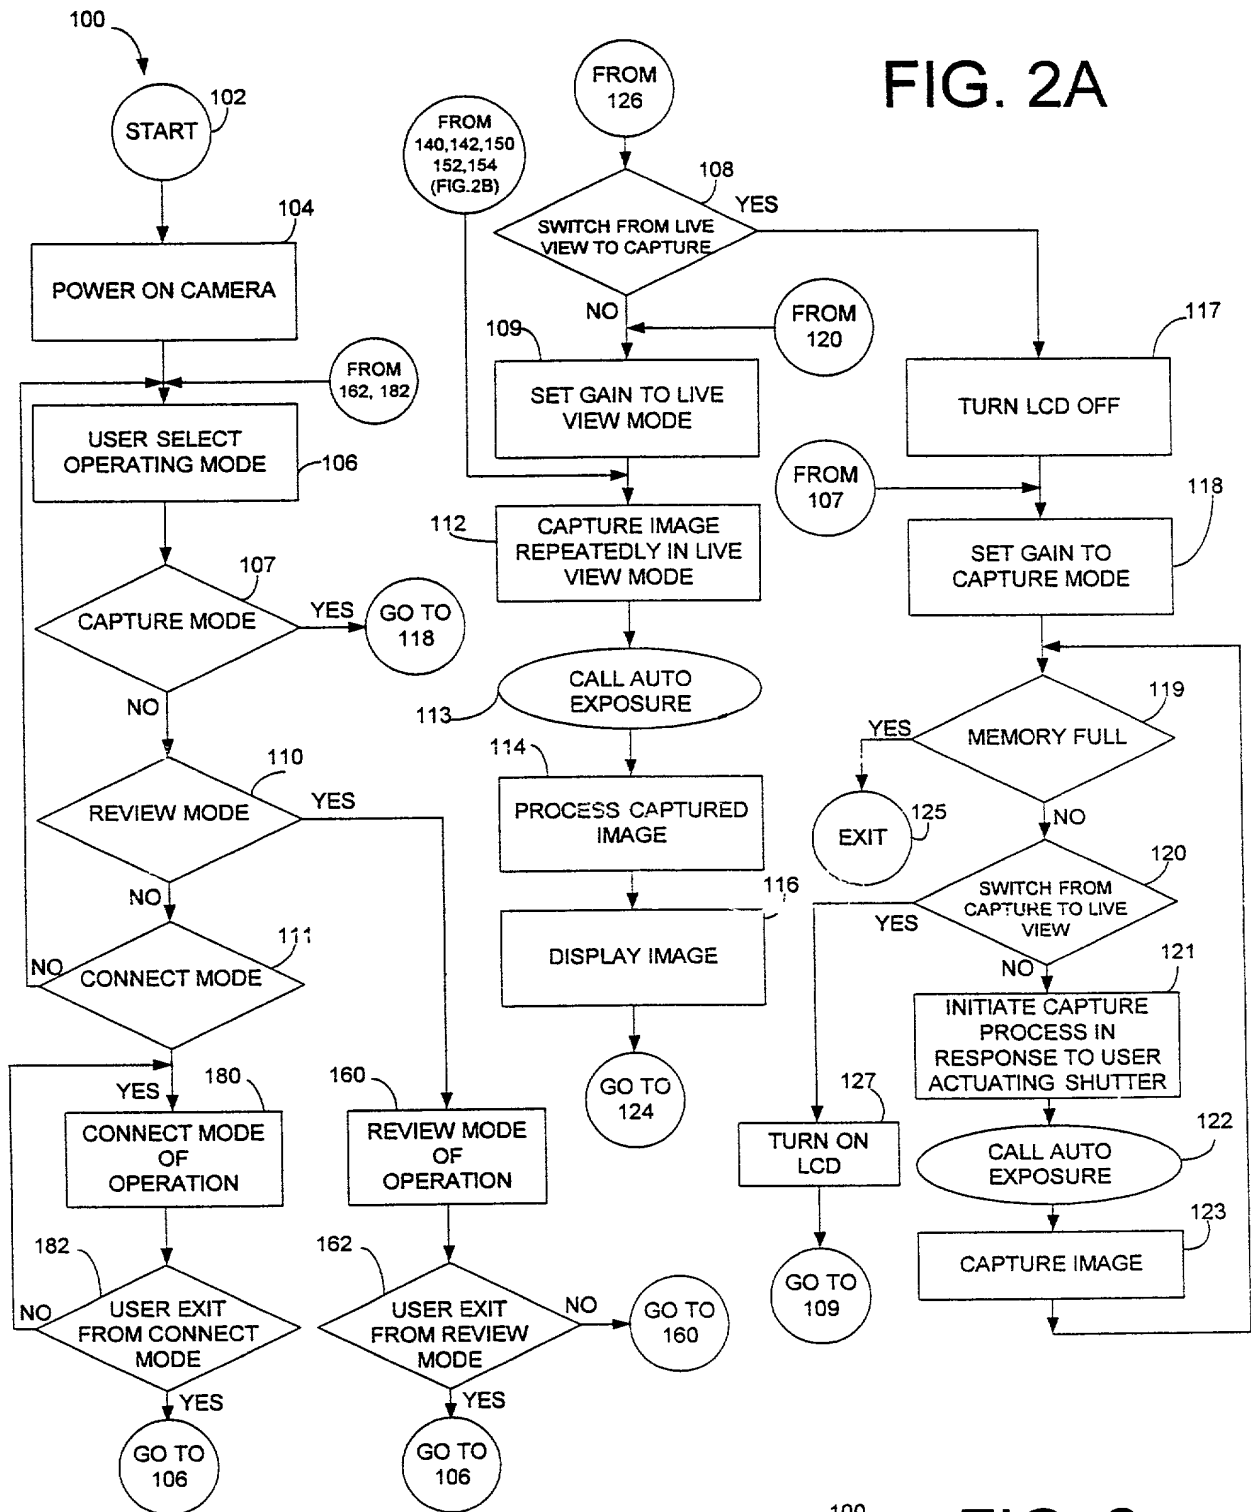 FIG. 2A
100
102
START
104
POWER ON CAMERA
FROM
162, 182
USER SELECT
OPERATING MODE
106
107
CAPTURE MODE
YES
GO TO
118
NO
110
REVIEW MODE
YES
NO
111
CONNECT MODE
NO
YES
180
CONNECT MODE
OF
OPERATION
182
USER EXIT
FROM CONNECT
MODE
NO
YES
GO TO
106
160
REVIEW MODE
OF
OPERATION
162
USER EXIT
FROM REVIEW
MODE
NO
GO TO
160
YES
GO TO
106
FROM
126
FROM
140,142,150
152,154
(FIG.2B)
108
SWITCH FROM LIVE
VIEW TO CAPTURE
YES
NO
FROM
120
109
SET GAIN TO LIVE
VIEW MODE
112
CAPTURE IMAGE
REPEATEDLY IN LIVE
VIEW MODE
CALL AUTO
EXPOSURE
113
114
PROCESS CAPTURED
IMAGE
116
DISPLAY IMAGE
GO TO
124
117
TURN LCD OFF
FROM
107
118
SET GAIN TO
CAPTURE MODE
119
MEMORY FULL
YES
EXIT
125
NO
120
SWITCH FROM
CAPTURE TO LIVE
VIEW
YES
NO
121
INITIATE CAPTURE
PROCESS IN
RESPONSE TO USER
ACTUATING SHUTTER
127
TURN ON
LCD
GO TO
109
122
CALL AUTO
EXPOSURE
123
CAPTURE IMAGE